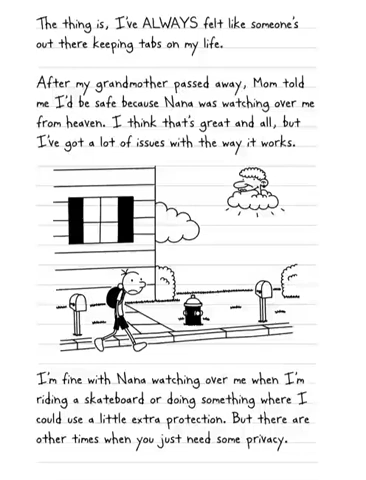 The thing is, I've ALWAYS felt like someone's
out there keeping tabs on my life.
After my grandmother passed away, Mom told
me I'd be safe because Nana was watching over me
from heaven. I think that's great and all, but
I've got a lot of issues with the way it works.
I'm fine with Nana watching over me when I'm
riding a skateboard or doing something where I
could use a little extra protection. But there are
other times when you just need some privacy.